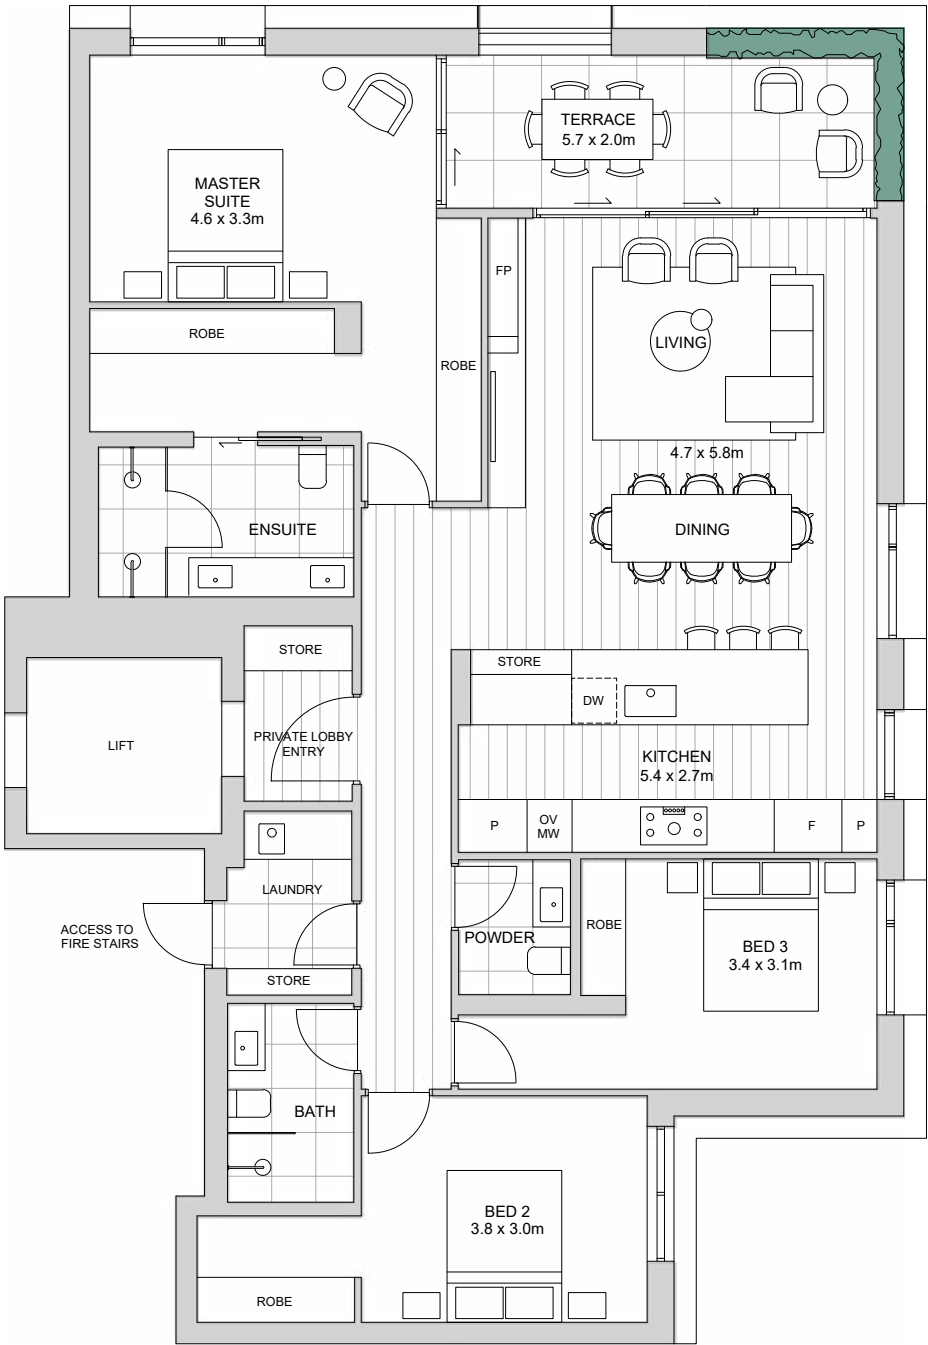 TERRACE
5.7 x 2.0m
MASTER
SUITE
4.6 x 3.3m
FP
ROBE
LIVING
ROBE
4.7 x 5.8m
ENSUITE
DINING
STORE
STORE
DW
LIFT
PRIVATE LOBBY
ENTRY
KITCHEN
5.4 x 2.7m
P
OV
MW
F
P
LAUNDRY
ACCESS TO
FIRE STAIRS
POWDER
ROBE
BED 3
3.4 x 3.1m
STORE
BATH
BED 2
3.8 x 3.0m
ROBE